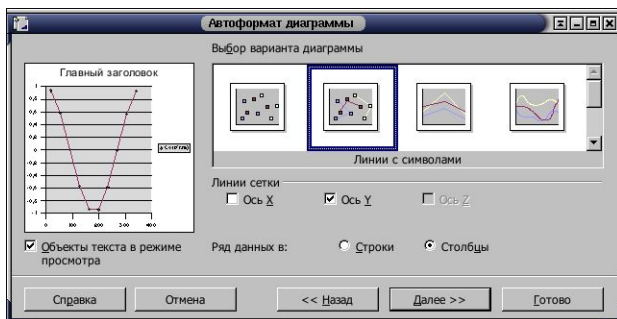 Автоформат диаграммы
Выбор варианта диаграммы
Главный заголовок
Линии с символами
Линии сетки
Ось X
Ось Y
Ось Z
Объекты текста в режиме
просмотра
Ряд данных в:
Строки
Столбцы
Справка
Отмена
<< Назад
Далее >>
Готово